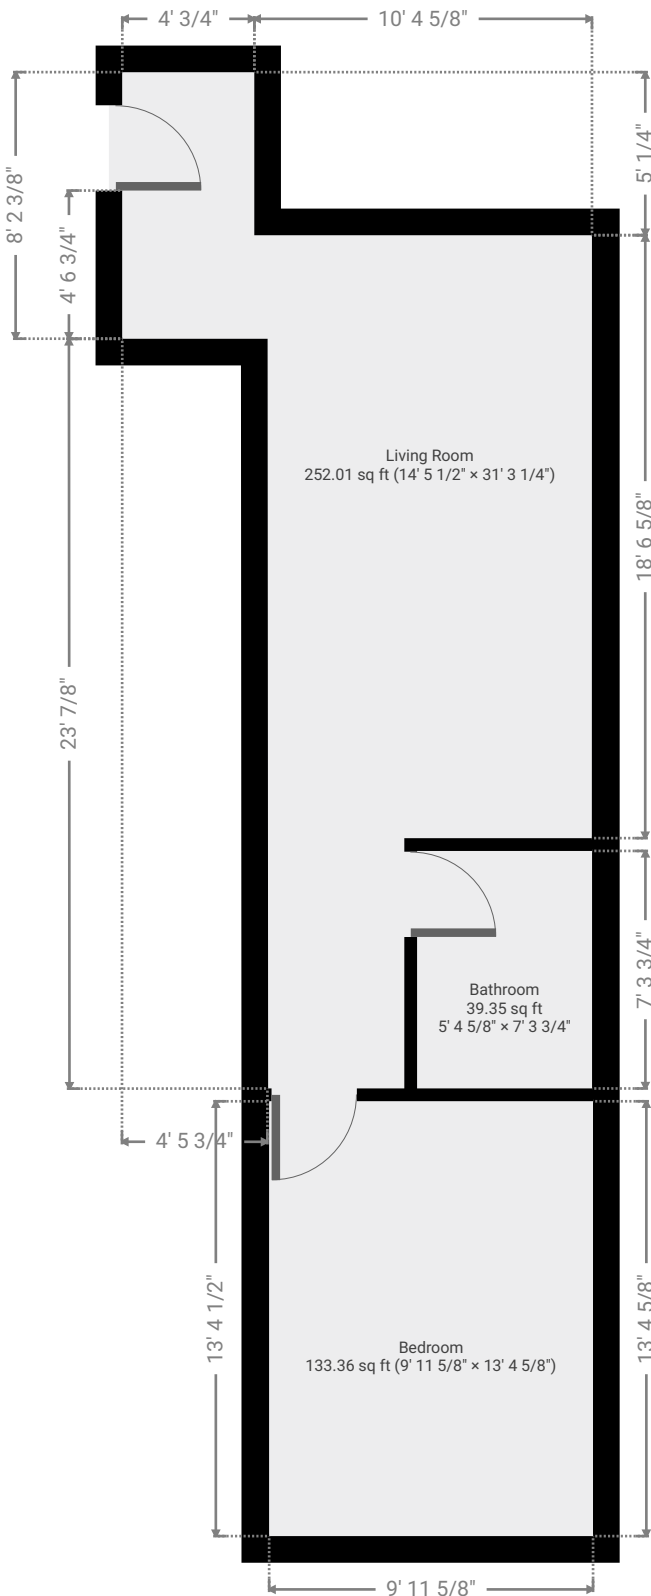 4' 3/4"
10' 4 5/8"
8' 2 3/8"
5' 1/4"
4' 6 3/4"
Living Room
252.01 sq ft (14' 5 1/2" × 31' 3 1/4")
18' 6 5/8"
23' 7/8"
7' 3 3/4"
Bathroom
39.35 sq ft
5' 4 5/8" × 7' 3 3/4"
4' 5 3/4"
13' 4 1/2"
13' 4 5/8"
Bedroom
133.36 sq ft (9' 11 5/8" × 13' 4 5/8")
9' 11 5/8"